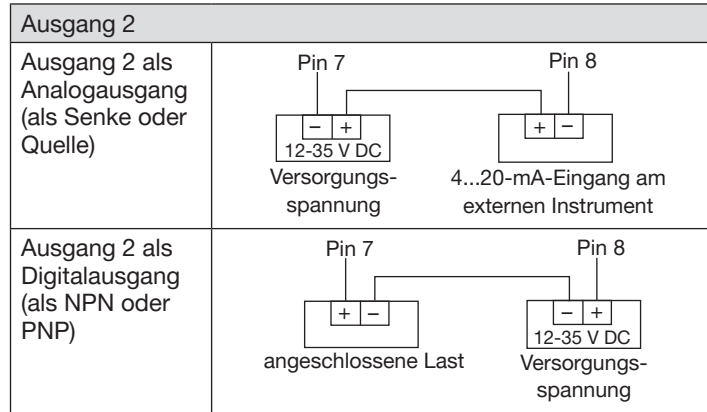 Ausgang 2
Ausgang 2 als
Analogausgang
(als Senke oder
Quelle)
Pin 7
Pin 8
– +
+ –
12-35 V DC
Versorgungs-
spannung
4...20-mA-Eingang am
externen Instrument
Ausgang 2 als
Digitalausgang
(als NPN oder
PNP)
Pin 7
Pin 8
+ –
– +
12-35 V DC
angeschlossene Last
Versorgungs-
spannung